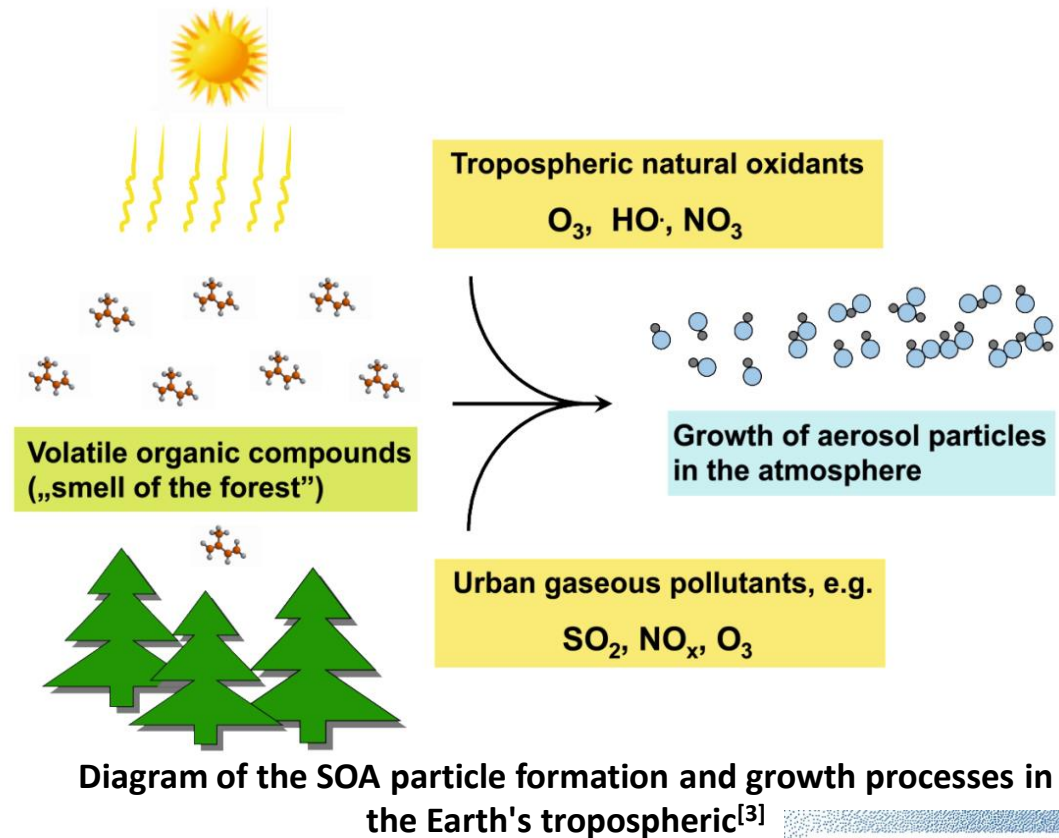 Tropospheric natural oxidants
O₃, HO·, NO₃
Volatile organic compounds
(„smell of the forest”)
Growth of aerosol particles
in the atmosphere
Urban gaseous pollutants, e.g.
SO₂, NOₓ, O₃
Diagram of the SOA particle formation and growth processes in
the Earth's tropospheric[3]